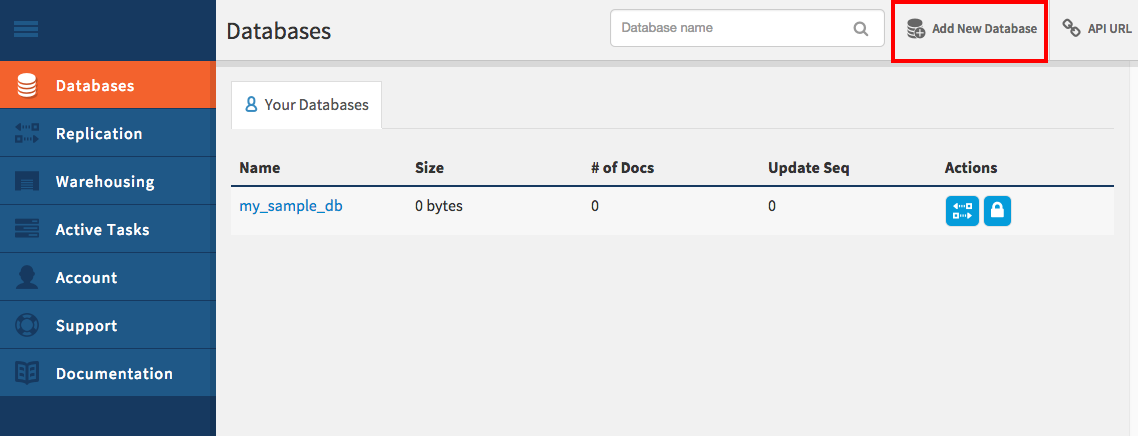 Databases
Database name
Add New Database
API URL
Databases
Replication
Warehousing
Active Tasks
Account
Support
Documentation
Your Databases
Name Size # of Docs Update Seq Actions
my_sample_db 0 bytes 0 0